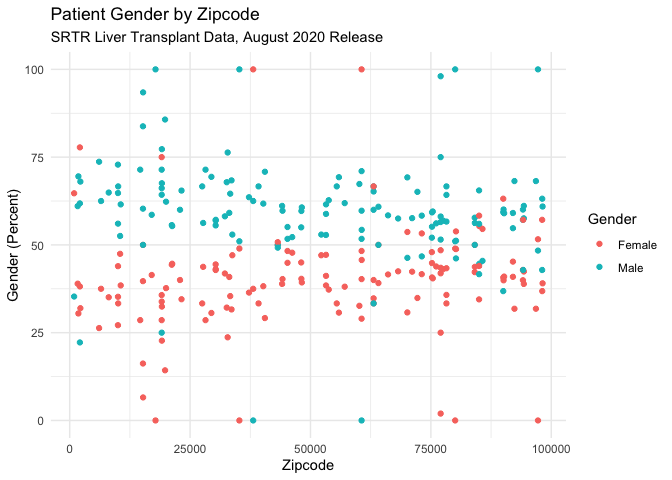 Patient Gender by Zipcode
SRTR Liver Transplant Data, August 2020 Release
100
75
50
25
0
Gender (Percent)
0 25000 50000 75000 100000
Zipcode
Gender
Female
Male